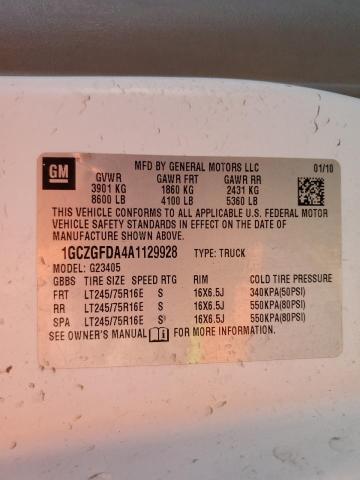 GM MFD BY GENERAL MOTORS LLC 01/10
GVWR GAWR FRT GAWR RR
3901 KG 1860 KG 2431 KG
8600 LB 4100 LB 5360 LB
THIS VEHICLE CONFORMS TO ALL APPLICABLE U.S. FEDERAL MOTOR
VEHICLE SAFETY STANDARDS IN EFFECT ON THE DATE OF
MANUFACTURE SHOWN ABOVE.
1GCZGFDA4A1129928 TYPE: TRUCK
MODEL: G23405
GBBS TIRE SIZE SPEED RTG RIM COLD TIRE PRESSURE
FRT LT245/75R16E S 16X6.5J 340KPA(50PSI)
RR LT245/75R16E S 16X6.5J 550KPA(80PSI)
SPA LT245/75R16E S 16X6.5J 550KPA(80PSI)
SEE OWNER'S MANUAL FOR MORE INFORMATION.